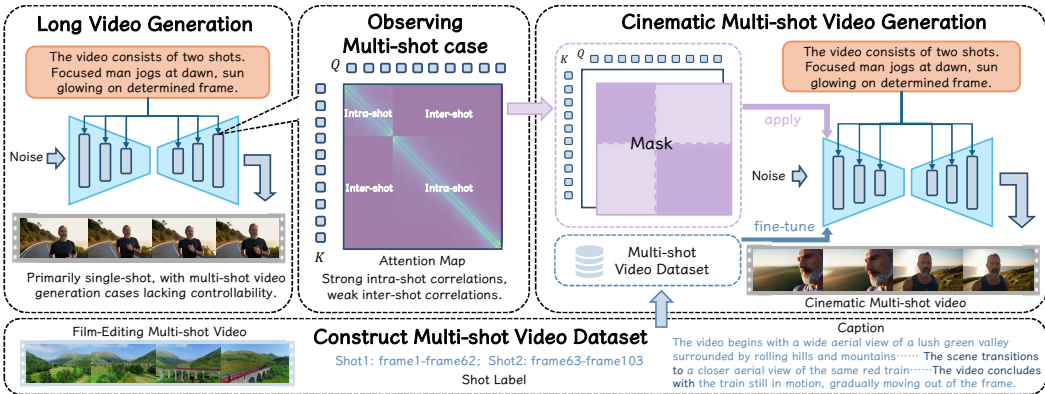 Long Video Generation
The video consists of two shots.
Focused man jogs at dawn, sun
glowing on determined frame.
Noise
Primarily single-shot, with multi-shot video
generation cases lacking controllability.
Observing
Multi-shot case
Q
K
Intra-shot
Inter-shot
Inter-shot
Intra-shot
Attention Map
Strong intra-shot correlations,
weak inter-shot correlations.
Cinematic Multi-shot Video Generation
Q
K
Mask
apply
Multi-shot
Video Dataset
fine-tune
The video consists of two shots.
Focused man jogs at dawn, sun
glowing on determined frame.
Noise
Cinematic Multi-shot video
Film-Editing Multi-shot Video
Construct Multi-shot Video Dataset
Shot1: frame1-frame62; Shot2: frame63-frame103
Shot Label
Caption
The video begins with a wide aerial view of a lush green valley
surrounded by rolling hills and mountains······ The scene transitions
to a closer aerial view of the same red train······The video concludes
with the train still in motion, gradually moving out of the frame.